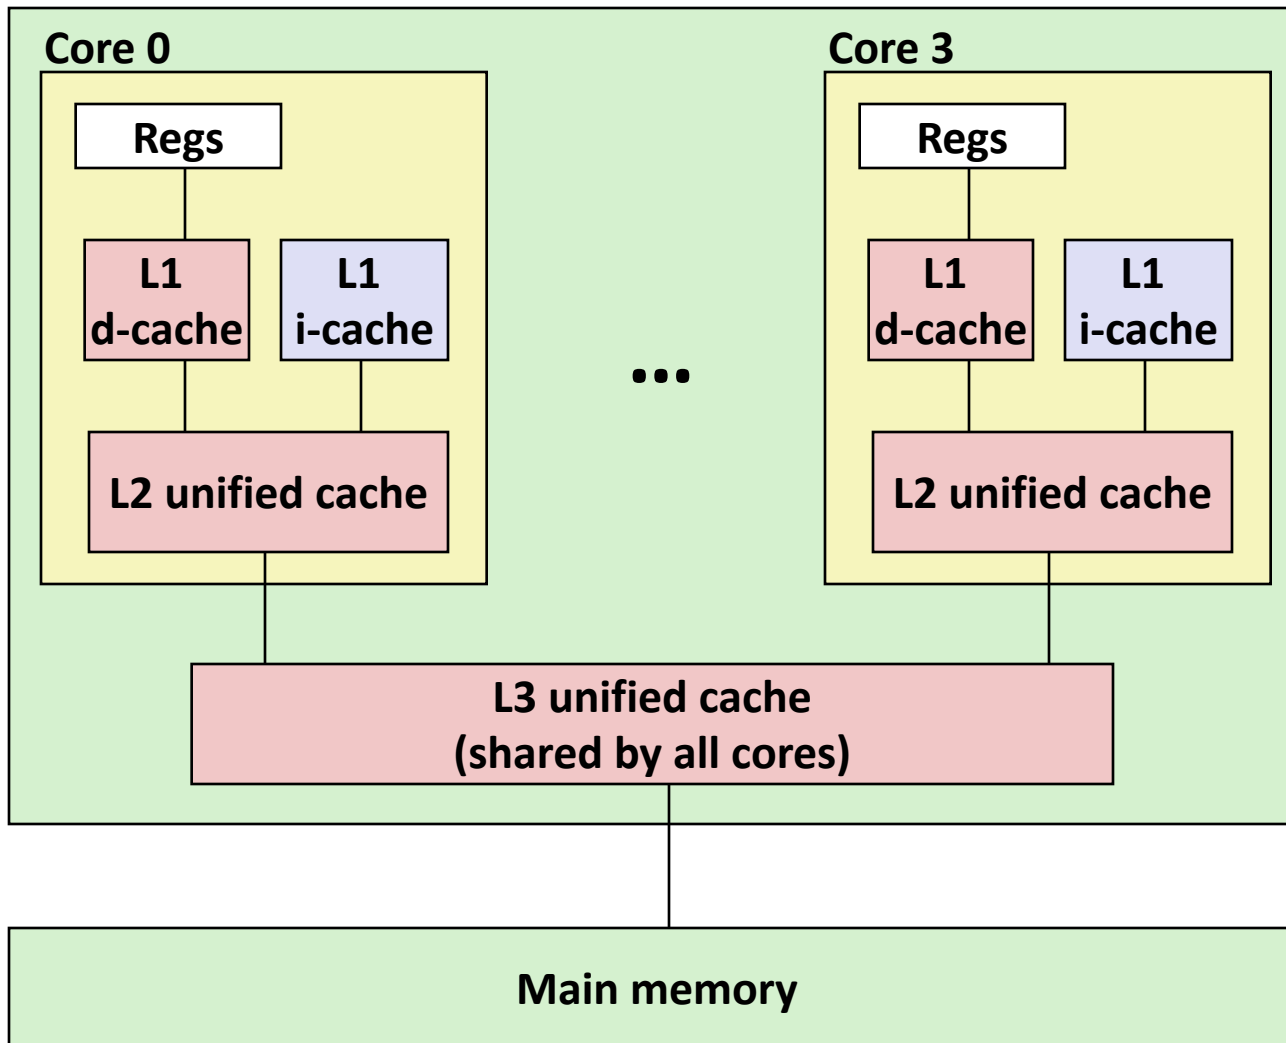 Core 0
Regs
L1
d-cache
L1
i-cache
L2 unified cache
...
Core 3
Regs
L1
d-cache
L1
i-cache
L2 unified cache
L3 unified cache
(shared by all cores)
Main memory